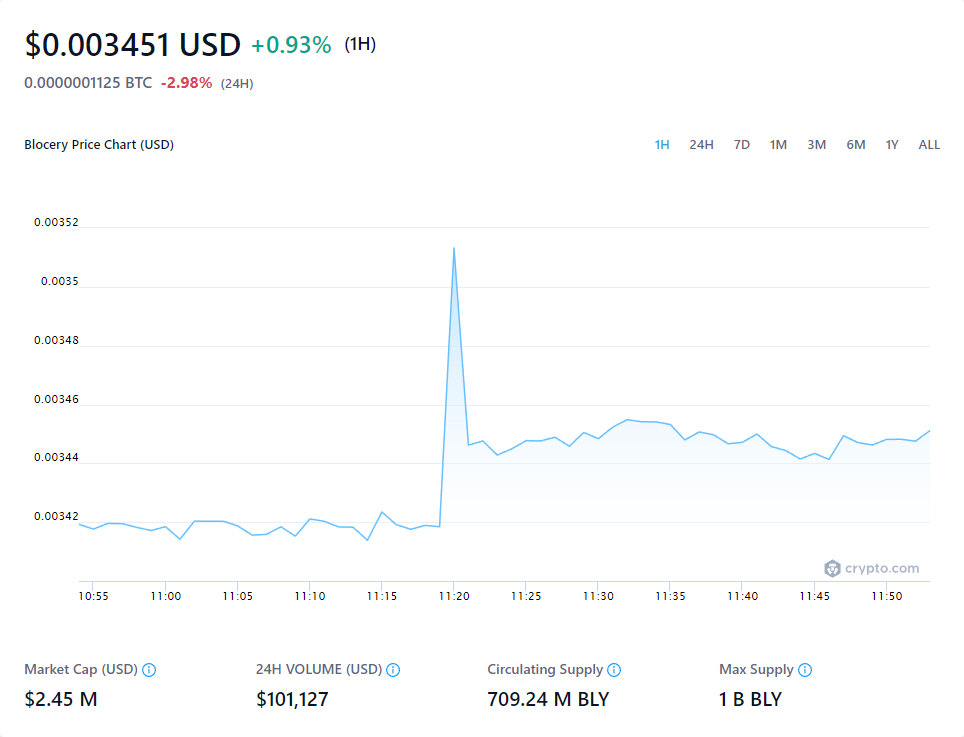 $0.003451 USD +0.93% (1H)
0.0000001125 BTC -2.98% (24H)
Blocery Price Chart (USD) 1H 24H 7D 1M 3M 6M 1Y ALL
0.00352
0.0035
0.00348
0.00346
0.00344
0.00342
crypto.com
10:55 11:00 11:05 11:10 11:15 11:20 11:25 11:30 11:35 11:40 11:45 11:50
Market Cap (USD) 24H VOLUME (USD) Circulating Supply Max Supply
$2.45 M $101,127 709.24 M BLY 1 B BLY